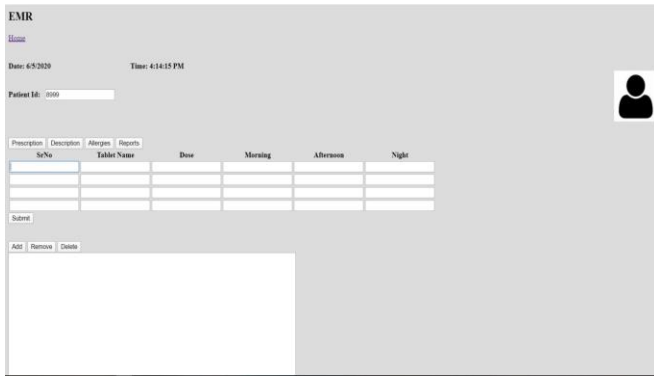 EMR
Home
Date: 6/5/2020 Time: 4:14:15 PM
Patient Id: 8909
Prescription Description Allergies Reports
SrNo Tablet Name Dose Morning Afternoon Night
Submit
Add Remove Delete